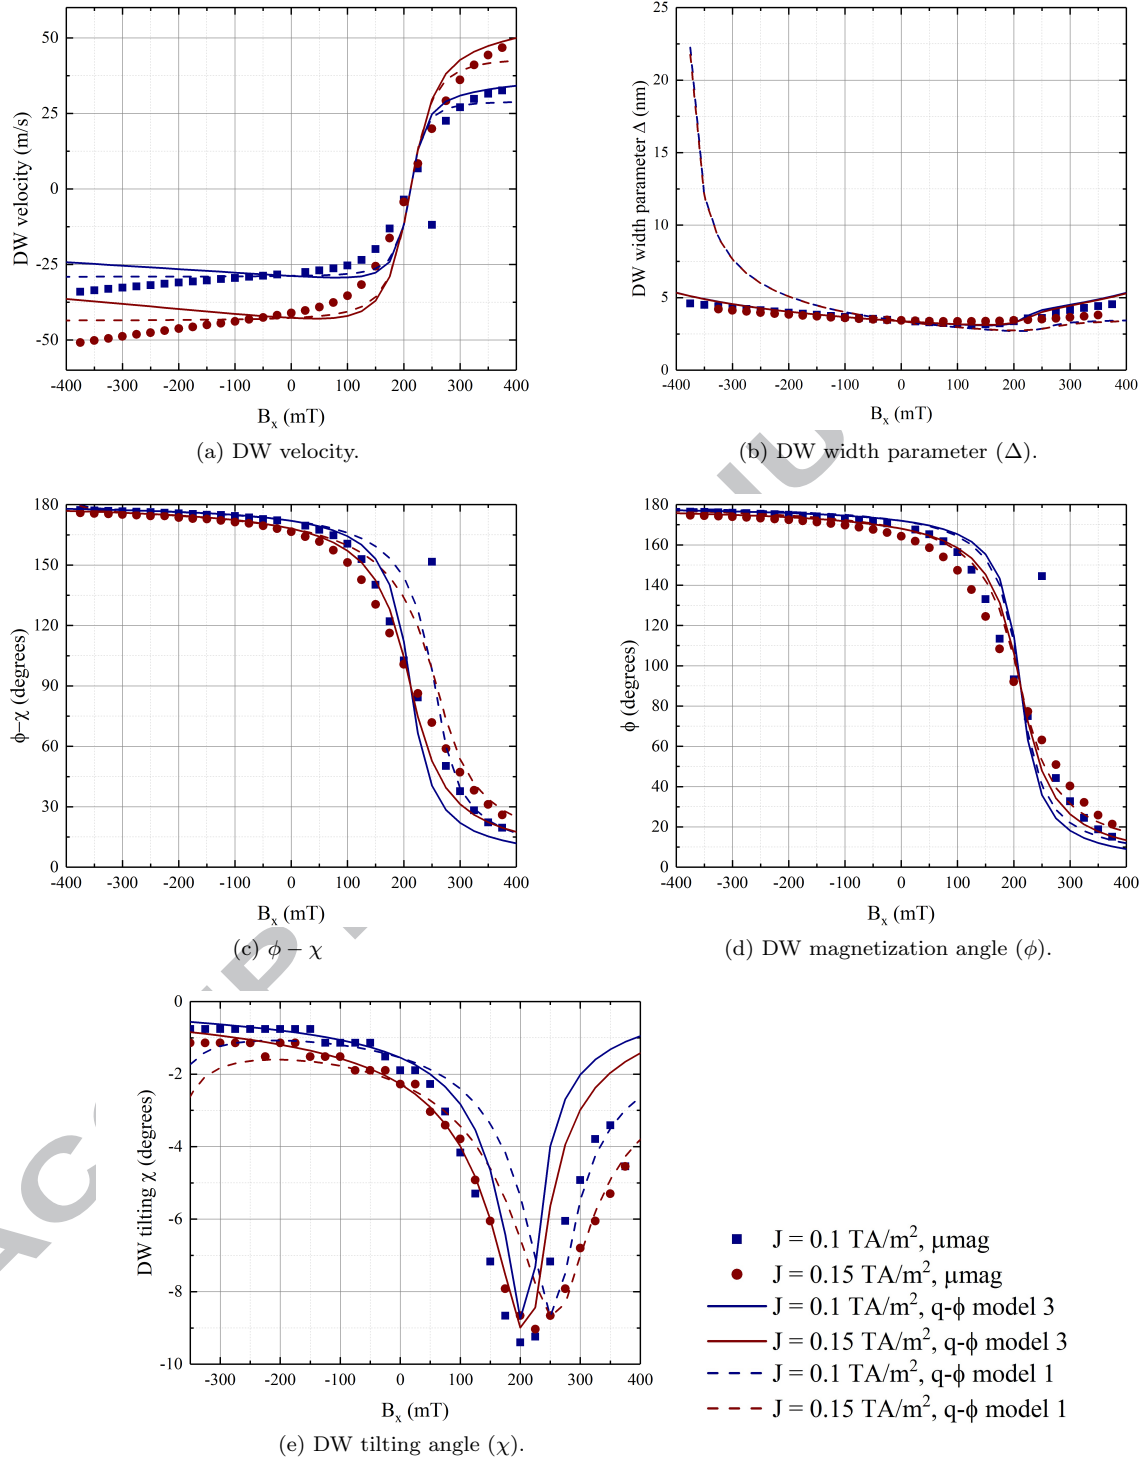 50
25
0
-25
-50
DW velocity (m/s)
-400 -300 -200 -100 0 100 200 300 400
Bx (mT)
(a) DW velocity.
25
20
15
10
5
0
DW width parameter Δ (nm)
-400 -300 -200 -100 0 100 200 300 400
Bx (mT)
(b) DW width parameter (Δ).
180
150
120
90
60
30
0
ϕ–χ (degrees)
-400 -300 -200 -100 0 100 200 300 400
Bx (mT)
(c) ϕ − χ
180
160
140
120
100
80
60
40
20
0
ϕ (degrees)
-400 -300 -200 -100 0 100 200 300 400
Bx (mT)
(d) DW magnetization angle (ϕ).
0
-2
-4
-6
-8
-10
DW tilting χ (degrees)
-300 -200 -100 0 100 200 300 400
Bx (mT)
(e) DW tilting angle (χ).
J = 0.1 TA/m², μmag
J = 0.15 TA/m², μmag
J = 0.1 TA/m², q-ϕ model 3
J = 0.15 TA/m², q-ϕ model 3
J = 0.1 TA/m², q-ϕ model 1
J = 0.15 TA/m², q-ϕ model 1